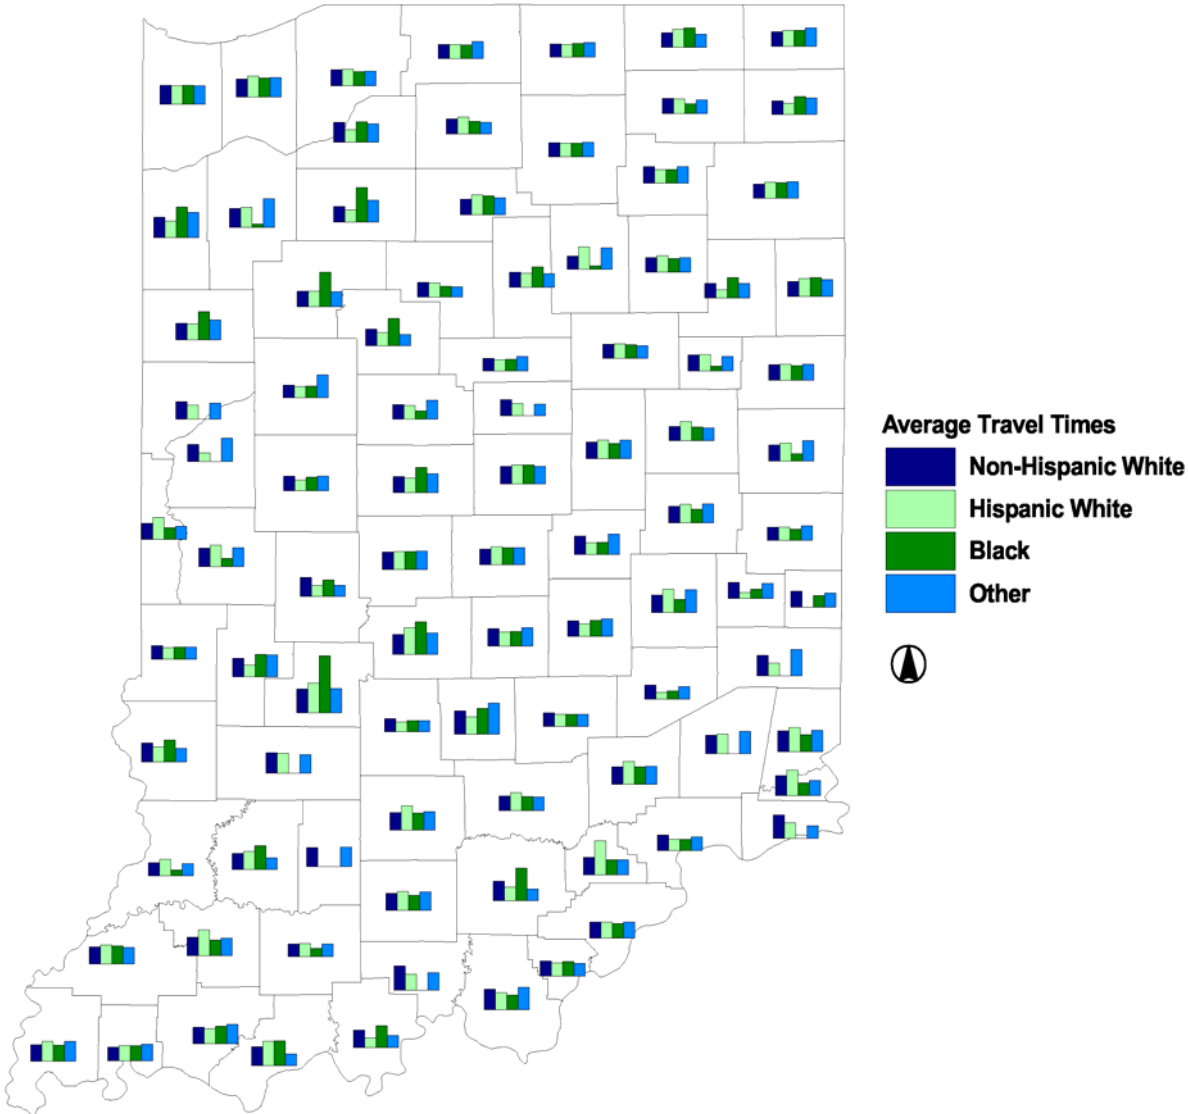 Average Travel Times
Non-Hispanic White
Hispanic White
Black
Other